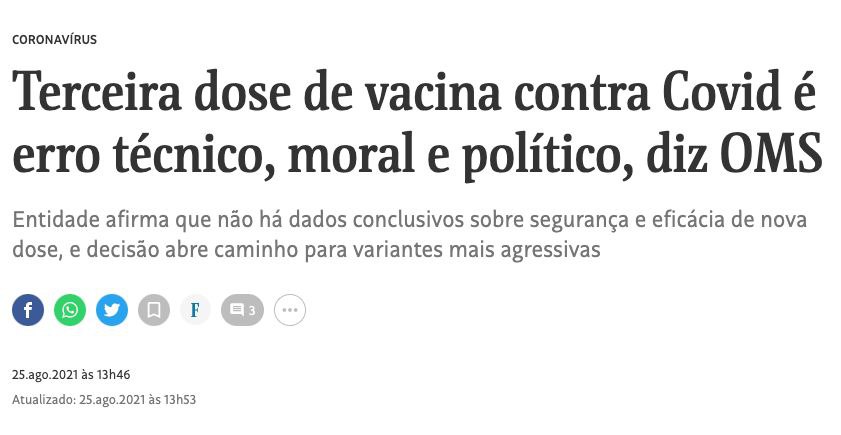 CORONAVÍRUS
Terceira dose de vacina contra Covid é
erro técnico, moral e político, diz OMS
Entidade afirma que não há dados conclusivos sobre segurança e eficácia de nova
dose, e decisão abre caminho para variantes mais agressivas
f F 3
25.ago.2021 às 13h46
Atualizado: 25.ago.2021 às 13h53